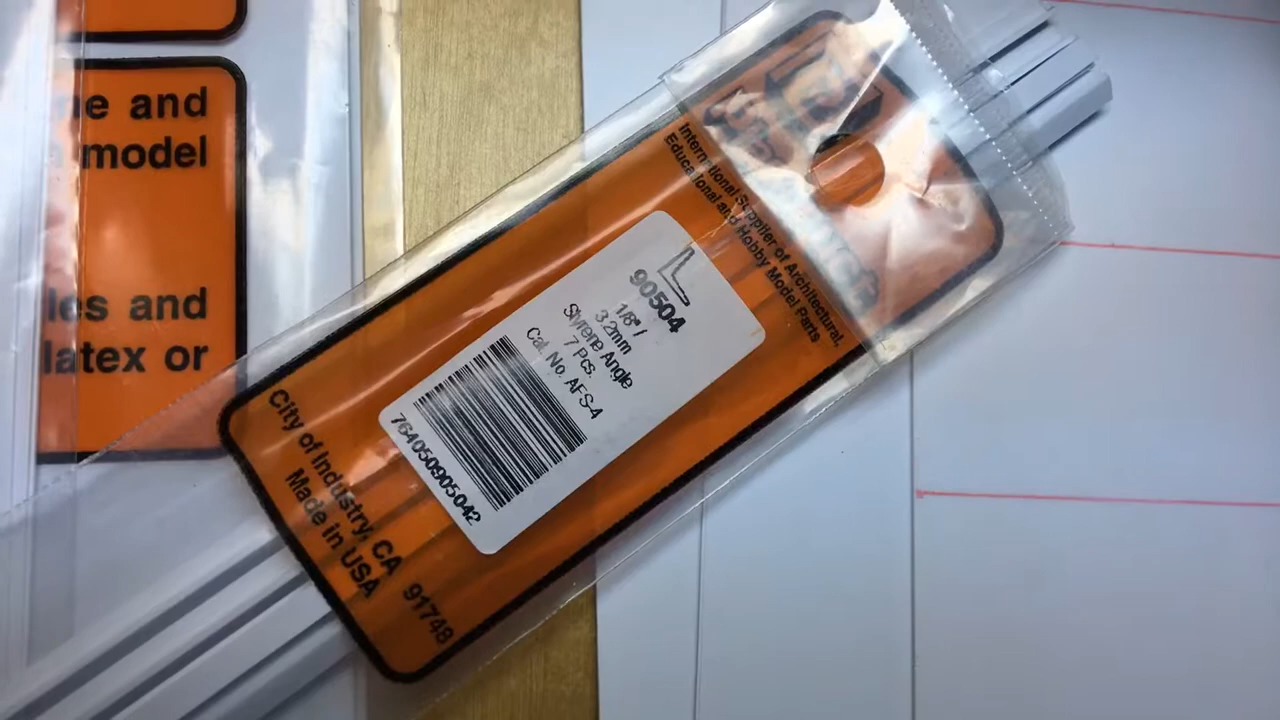 ne and
model
les and
latex or
International Supplier of Architectural,
Educational and Hobby Model Parts
90504
1/8" /
3.2mm
Styrene Angle
7 Pcs.
Cat. No. AFS-4
764050905042
City of Industry, CA 91748
Made in USA